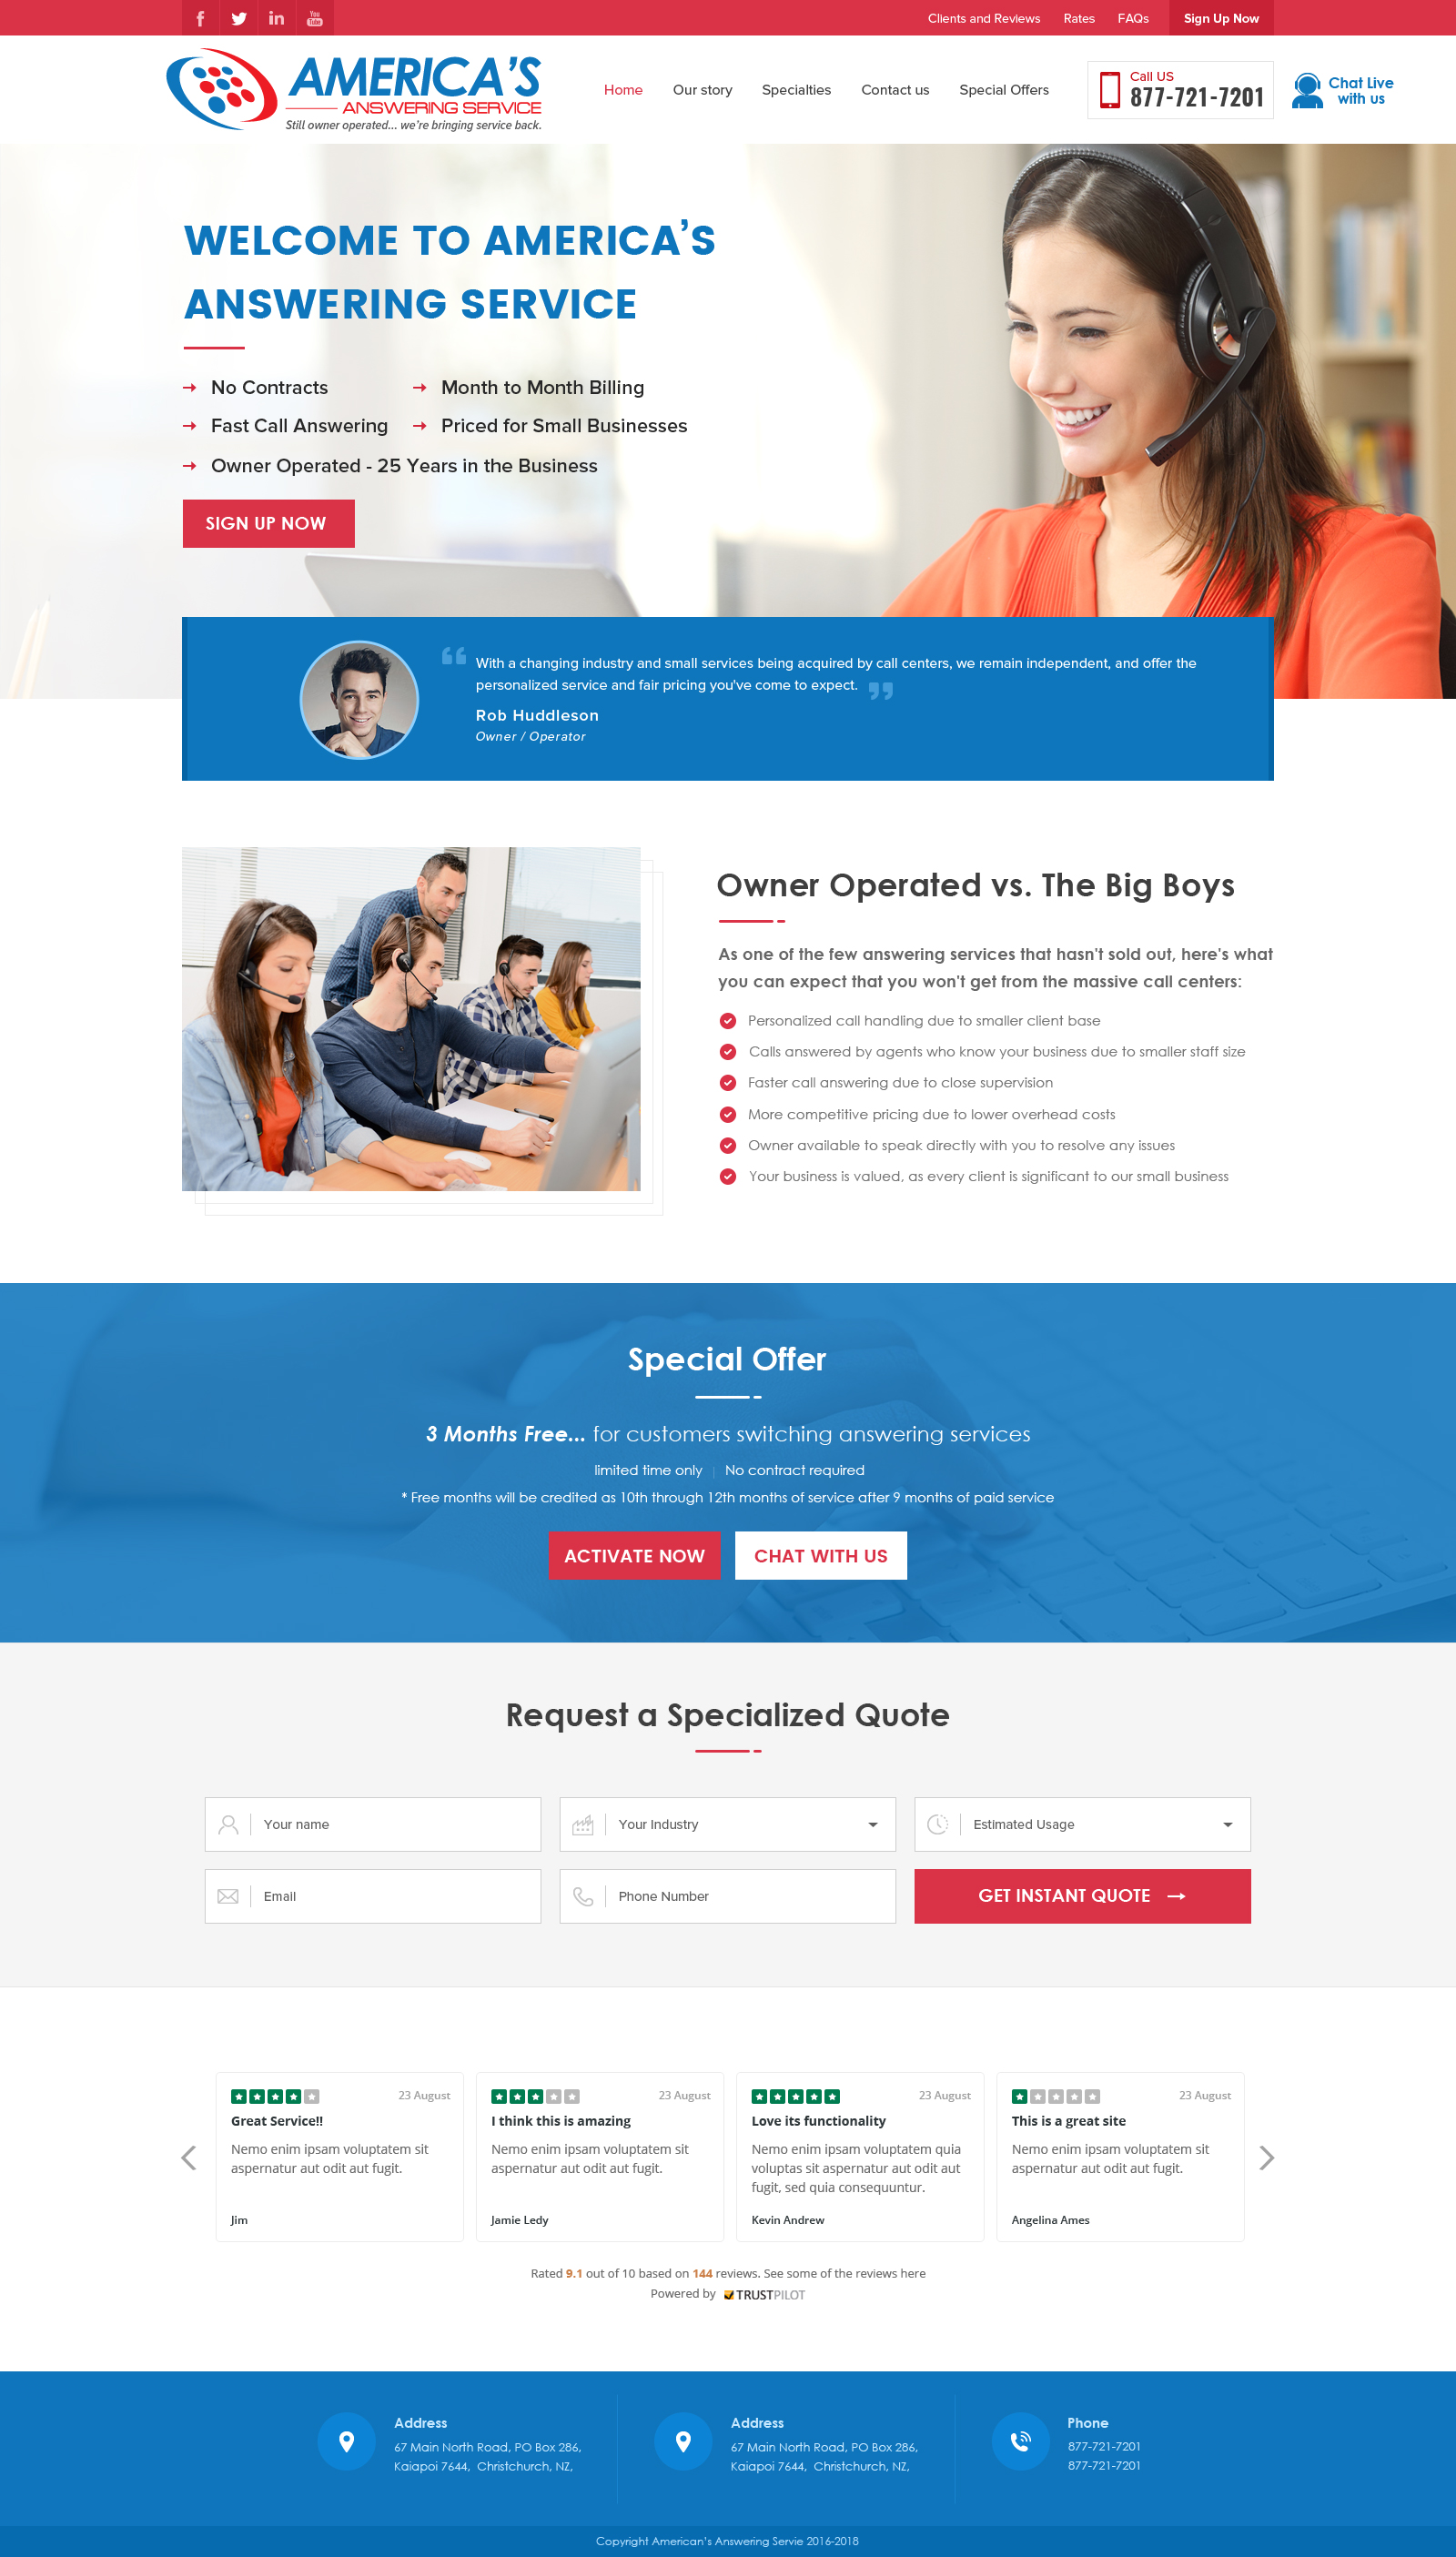 f in You Tube
Clients and Reviews Rates FAQs Sign Up Now
AMERICA'S
ANSWERING SERVICE
Still owner operated... we're bringing service back.
Home Our story Specialties Contact us Special Offers
Call US
877-721-7201
Chat Live
with us
WELCOME TO AMERICA'S
ANSWERING SERVICE
No Contracts Month to Month Billing
Fast Call Answering Priced for Small Businesses
Owner Operated - 25 Years in the Business
SIGN UP NOW
“ With a changing industry and small services being acquired by call centers, we remain independent, and offer the
personalized service and fair pricing you've come to expect. ”
Rob Huddleson
Owner / Operator
Owner Operated vs. The Big Boys
As one of the few answering services that hasn't sold out, here's what
you can expect that you won't get from the massive call centers:
Personalized call handling due to smaller client base
Calls answered by agents who know your business due to smaller staff size
Faster call answering due to close supervision
More competitive pricing due to lower overhead costs
Owner available to speak directly with you to resolve any issues
Your business is valued, as every client is significant to our small business
Special Offer
3 Months Free... for customers switching answering services
limited time only | No contract required
* Free months will be credited as 10th through 12th months of service after 9 months of paid service
ACTIVATE NOW CHAT WITH US
Request a Specialized Quote
Your name Your Industry Estimated Usage
Email Phone Number GET INSTANT QUOTE
23 August
Great Service!!
Nemo enim ipsam voluptatem sit
aspernatur aut odit aut fugit.
Jim
23 August
I think this is amazing
Nemo enim ipsam voluptatem sit
aspernatur aut odit aut fugit.
Jamie Ledy
23 August
Love its functionality
Nemo enim ipsam voluptatem quia
voluptas sit aspernatur aut odit aut
fugit, sed quia consequuntur.
Kevin Andrew
23 August
This is a great site
Nemo enim ipsam voluptatem sit
aspernatur aut odit aut fugit.
Angelina Ames
Rated 9.1 out of 10 based on 144 reviews. See some of the reviews here
Powered by TRUSTPILOT
Address
67 Main North Road, PO Box 286,
Kaiapoi 7644, Christchurch, NZ,
Address
67 Main North Road, PO Box 286,
Kaiapoi 7644, Christchurch, NZ,
Phone
877-721-7201
877-721-7201
Copyright American's Answering Servie 2016-2018